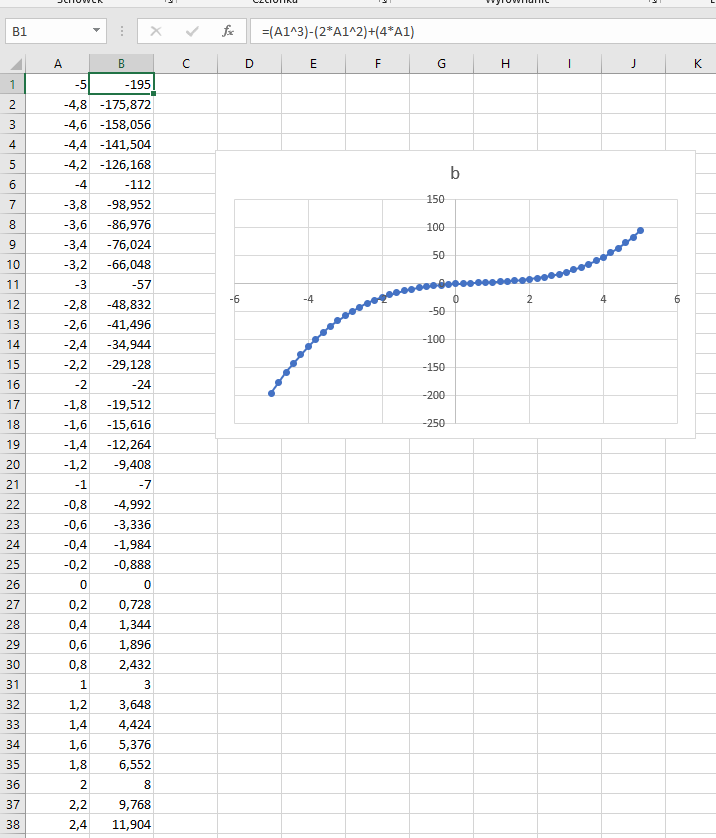 Schowek Czcionka Wyrównanie
B1 fx =(A1^3)-(2*A1^2)+(4*A1)
A B C D E F G H I J K
1 -5 -195
2 -4,8 -175,872
3 -4,6 -158,056
4 -4,4 -141,504
5 -4,2 -126,168
6 -4 -112
7 -3,8 -98,952
8 -3,6 -86,976
9 -3,4 -76,024
10 -3,2 -66,048
11 -3 -57
12 -2,8 -48,832
13 -2,6 -41,496
14 -2,4 -34,944
15 -2,2 -29,128
16 -2 -24
17 -1,8 -19,512
18 -1,6 -15,616
19 -1,4 -12,264
20 -1,2 -9,408
21 -1 -7
22 -0,8 -4,992
23 -0,6 -3,336
24 -0,4 -1,984
25 -0,2 -0,888
26 0 0
27 0,2 0,728
28 0,4 1,344
29 0,6 1,896
30 0,8 2,432
31 1 3
32 1,2 3,648
33 1,4 4,424
34 1,6 5,376
35 1,8 6,552
36 2 8
37 2,2 9,768
38 2,4 11,904
b
150
100
50
0
-6 -4 -2 0 2 4 6
-50
-100
-150
-200
-250